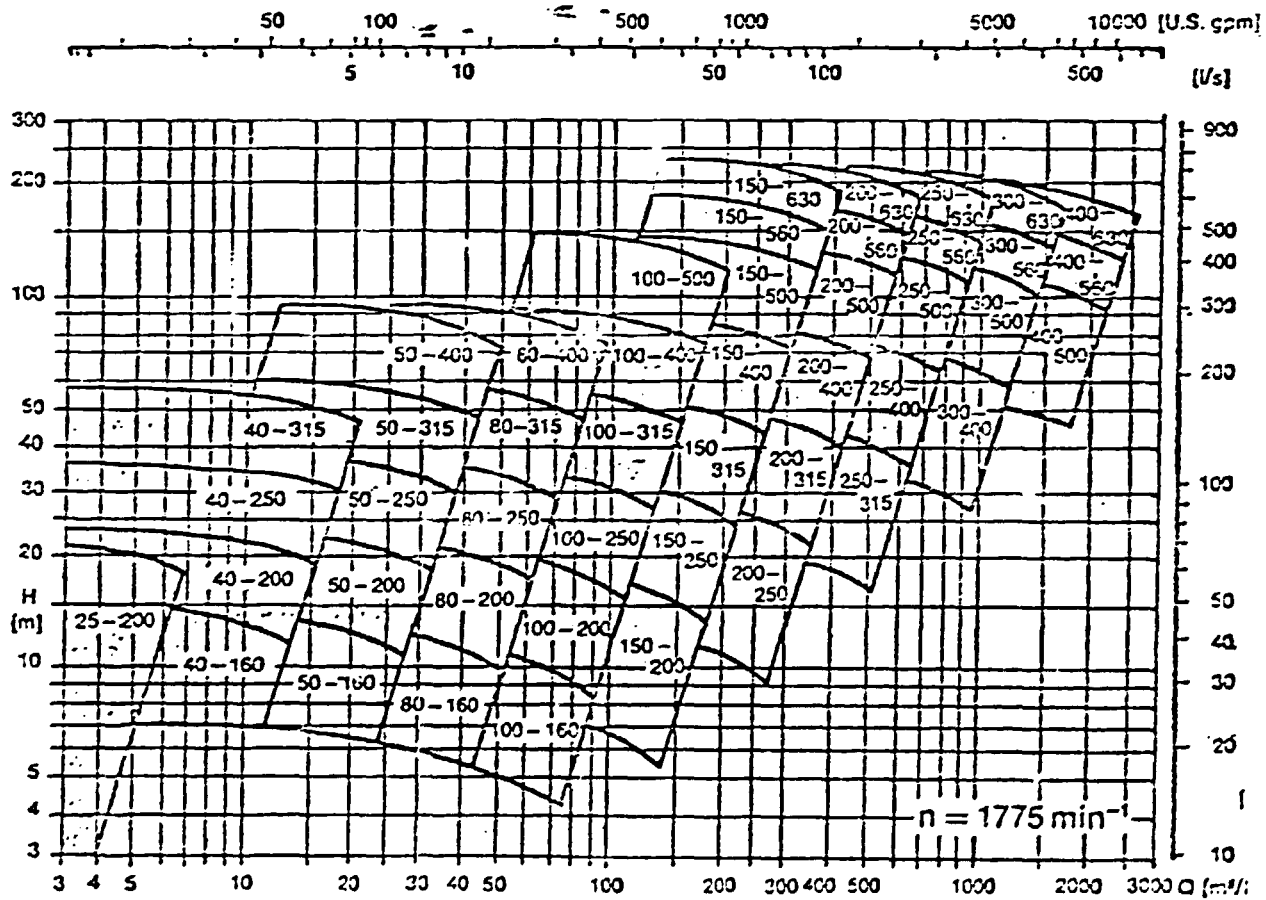 50 100 500 1000 5000 10000 [U.S. gpm]
5 10 50 100 500 [l/s]
300 900
200
150– 630 200– 630 250– 630 300– 630 400– 630
150– 560 200– 560 250– 560 300– 560 400– 560
500
400
100 300
100–500 150– 500 200– 500 250– 500 300– 500 400 500
50–400 80–400 100–400 150– 400 200– 400 250– 400 300– 400
200
50
40
40–315 50–315 80–315 100–315 150 315 200– 315 250– 315
30 100
40–250 50–250 80–250 100–250 150– 250 200– 250
20
H
[m]
25–200 40–200 50–200 80–200 100–200 150– 200
50
40
10 30
40–160 50–160 80–160 100–160
20
5
4
n = 1775 min⁻¹
3 10
3 4 5 10 20 30 40 50 100 200 300 400 500 1000 2000 3000 Q